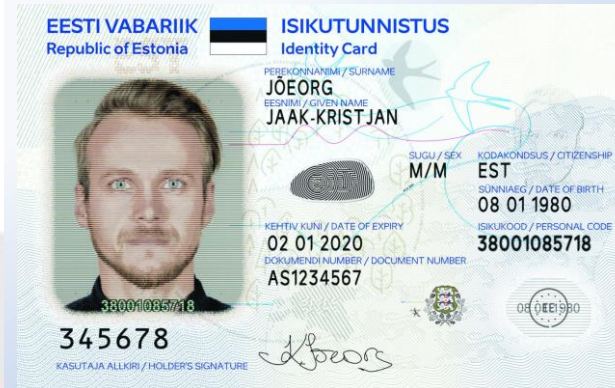 EESTI VABARIIK
Republic of Estonia
ISIKUTUNNISTUS
Identity Card
PEREKONNANIMI / SURNAME
JÕEORG
EESNIMI / GIVEN NAME
JAAK-KRISTJAN
SUGU / SEX
M/M
KODAKONDSUS / CITIZENSHIP
EST
SÜNNIAEG / DATE OF BIRTH
08 01 1980
KEHTIV KUNI / DATE OF EXPIRY
02 01 2020
ISIKUKOOD / PERSONAL CODE
38001085718
DOKUMENDI NUMBER / DOCUMENT NUMBER
AS1234567
38001085718
345678
KASUTAJA ALLKIRI / HOLDER'S SIGNATURE